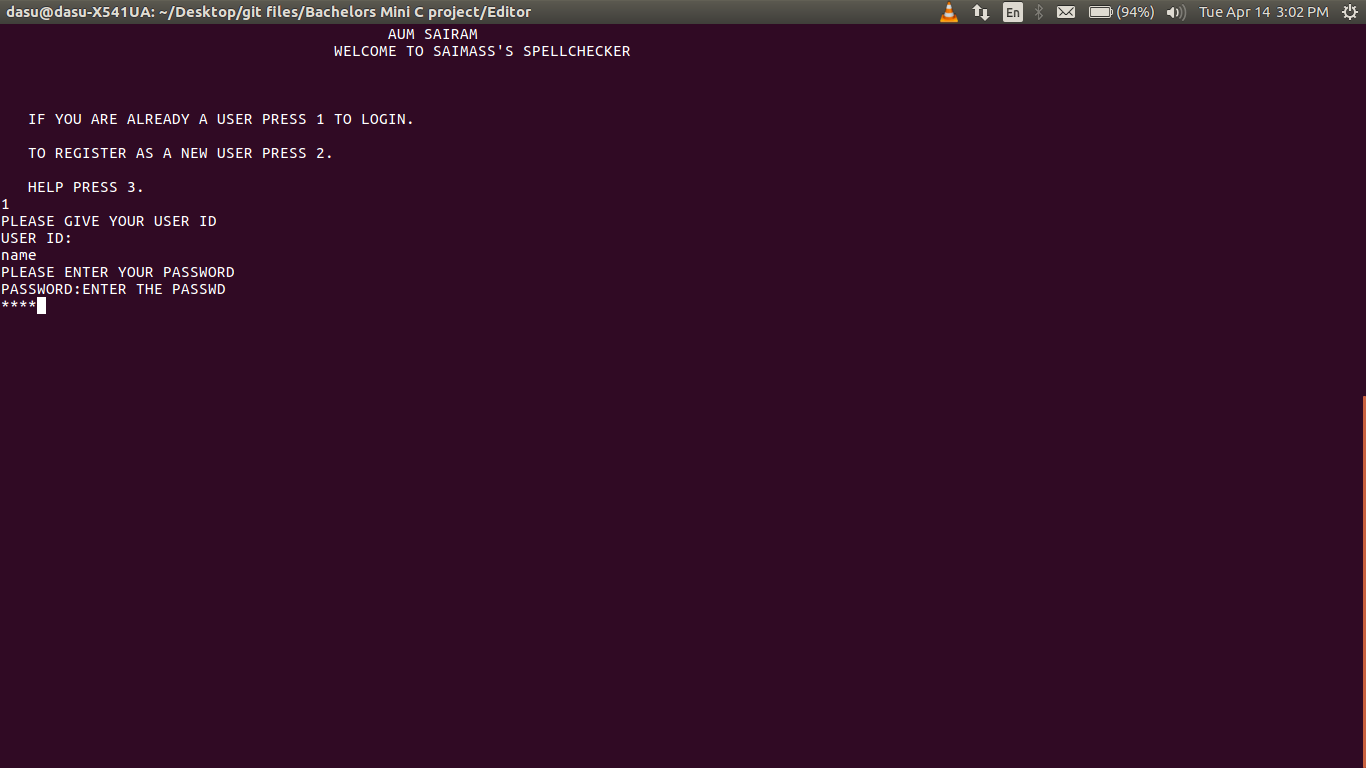 dasu@dasu-X541UA: ~/Desktop/git files/Bachelors Mini C project/Editor En (94%) Tue Apr 14 3:02 PM
AUM SAIRAM
WELCOME TO SAIMASS'S SPELLCHECKER
IF YOU ARE ALREADY A USER PRESS 1 TO LOGIN.
TO REGISTER AS A NEW USER PRESS 2.
HELP PRESS 3.
1
PLEASE GIVE YOUR USER ID
USER ID:
name
PLEASE ENTER YOUR PASSWORD
PASSWORD:ENTER THE PASSWD
****